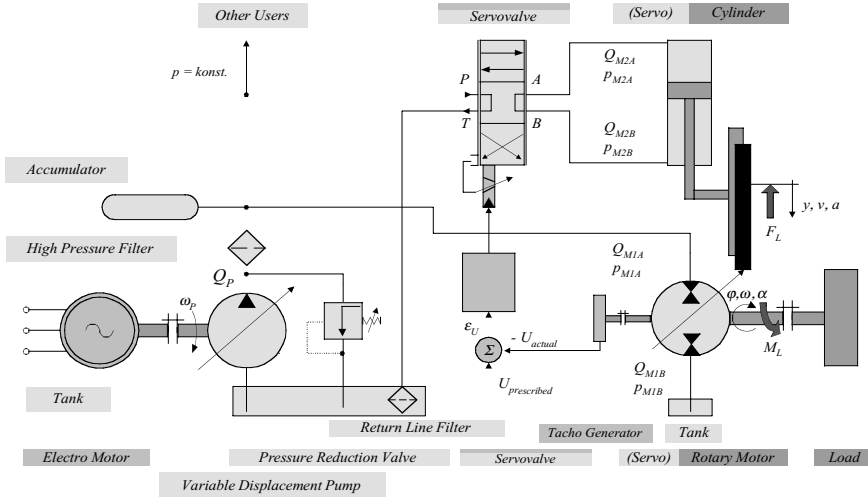 Other Users
Servovalve
(Servo)
Cylinder
p = konst.
P
A
T
B
Q_M2A
p_M2A
Q_M2B
p_M2B
Accumulator
y, v, a
F_L
High Pressure Filter
Q_M1A
p_M1A
Q_P
ω_P
ε_U
φ,ω, α
- U_actual
Σ
M_L
U_prescribed
Q_M1B
p_M1B
Tank
Return Line Filter
Tacho Generator
Tank
Electro Motor
Pressure Reduction Valve
Servovalve
(Servo)
Rotary Motor
Load
Variable Displacement Pump